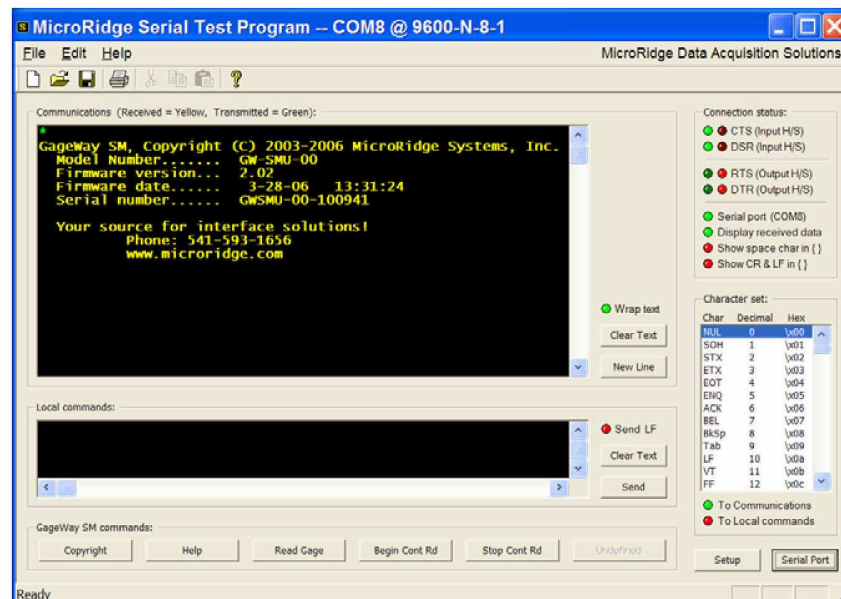 MicroRidge Serial Test Program -- COM8 @ 9600-N-8-1
File Edit Help
MicroRidge Data Acquisition Solutions
Communications (Received = Yellow, Transmitted = Green):
*
GageWay SM, Copyright (C) 2003-2006 MicroRidge Systems, Inc.
Model Number....... GW-SMU-00
Firmware version... 2.02
Firmware date...... 3-28-06 13:31:24
Serial number...... GWSMU-00-100941
Your source for interface solutions!
Phone: 541-593-1656
www.microridge.com
Wrap text
Clear Text
New Line
Local commands:
Send LF
Clear Text
Send
GageWay SM commands:
Copyright Help Read Gage Begin Cont Rd Stop Cont Rd Undefined
Connection status:
CTS (Input H/S)
DSR (Input H/S)
RTS (Output H/S)
DTR (Output H/S)
Serial port (COM8)
Display received data
Show space char in { }
Show CR & LF in { }
Character set:
Char Decimal Hex
NUL 0 \x00
SOH 1 \x01
STX 2 \x02
ETX 3 \x03
EOT 4 \x04
ENQ 5 \x05
ACK 6 \x06
BEL 7 \x07
BkSp 8 \x08
Tab 9 \x09
LF 10 \x0a
VT 11 \x0b
FF 12 \x0c
To Communications
To Local commands
Setup Serial Port
Ready